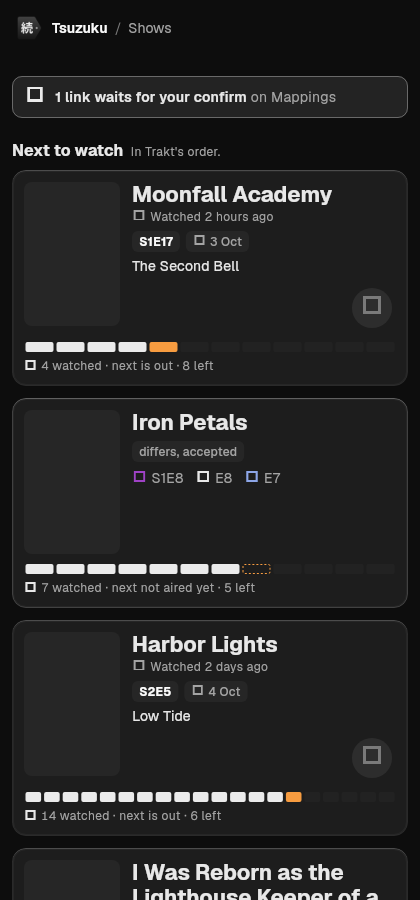 続
Tsuzuku / Shows
1 link waits for your confirm on Mappings
Next to watch In Trakt's order.
Moonfall Academy
Watched 2 hours ago
S1E17 3 Oct
The Second Bell
4 watched · next is out · 8 left
Iron Petals
differs, accepted
S1E8 E8 E7
7 watched · next not aired yet · 5 left
Harbor Lights
Watched 2 days ago
S2E5 4 Oct
Low Tide
14 watched · next is out · 6 left
I Was Reborn as the
Lighthouse Keeper of a